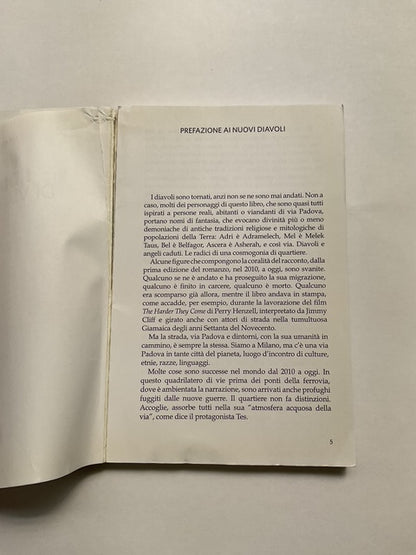 PREFAZIONE AI NUOVI DIAVOLI
I diavoli sono tornati, anzi non se ne sono mai andati. Non a
caso, molti dei personaggi di questo libro, che sono quasi tutti
ispirati a persone reali, abitanti o viandanti di via Padova,
portano nomi di fantasia, che evocano divinità più o meno
demoniache di antiche tradizioni religiose e mitologiche di
popolazioni della Terra: Adri è Adramelech, Mel è Melek
Taus, Bel è Belfagor, Ascera è Asherah, e così via. Diavoli e
angeli caduti. Le radici di una cosmogonia di quartiere.
Alcune figure che compongono la coralità del racconto, dalla
prima edizione del romanzo, nel 2010, a oggi, sono svanite.
Qualcuno se ne è andato e ha proseguito la sua migrazione,
qualcuno è finito in carcere, qualcuno è morto. Qualcuno
era scomparso già allora, mentre il libro andava in stampa,
come accadde, per esempio, durante la lavorazione del film
The Harder They Come di Perry Henzell, interpretato da Jimmy
Cliff e girato anche con attori di strada nella tumultuosa
Giamaica degli anni Settanta del Novecento.
Ma la strada, via Padova e dintorni, con la sua umanità in
cammino, è sempre la stessa. Siamo a Milano, ma c'è una via
Padova in tante città del pianeta, luogo d'incontro di culture,
etnie, razze, linguaggi.
Molte cose sono successe nel mondo dal 2010 a oggi. In
questo quadrilatero di vie prima dei ponti della ferrovia,
dove è ambientata la narrazione, sono arrivati anche profughi
fuggiti dalle nuove guerre. Il quartiere non fa distinzioni.
Accoglie, assorbe tutti nella sua "atmosfera acquosa della
via", come dice il protagonista Tes.
5